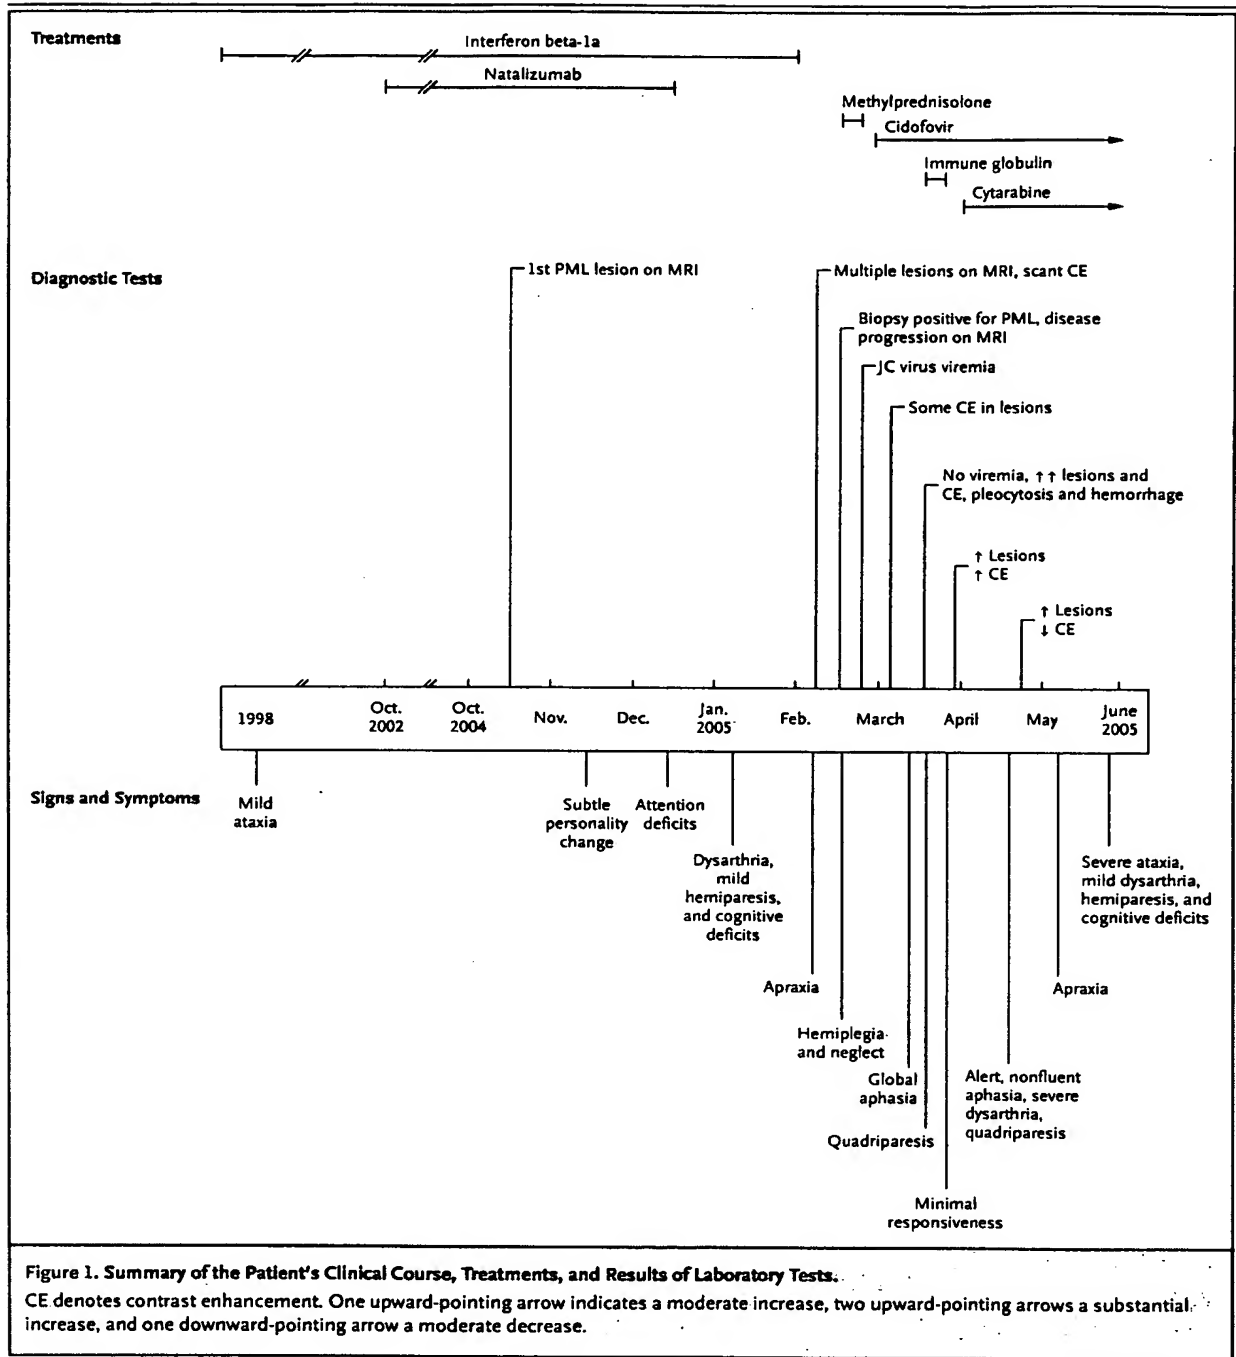 Treatments
Interferon beta-1a
Natalizumab
Methylprednisolone
Cidofovir
Immune globulin
Cytarabine
Diagnostic Tests
1st PML lesion on MRI
Multiple lesions on MRI, scant CE
Biopsy positive for PML, disease
progression on MRI
JC virus viremia
Some CE in lesions
No viremia, ↑↑ lesions and
CE, pleocytosis and hemorrhage
↑ Lesions
↑ CE
↑ Lesions
↓ CE
1998
Oct.
2002
Oct.
2004
Nov.
Dec.
Jan.
2005
Feb.
March
April
May
June
2005
Signs and Symptoms
Mild
ataxia
Subtle
personality
change
Attention
deficits
Dysarthria,
mild
hemiparesis,
and cognitive
deficits
Apraxia
Hemiplegia
and neglect
Global
aphasia
Quadriparesis
Minimal
responsiveness
Alert, nonfluent
aphasia, severe
dysarthria,
quadriparesis
Apraxia
Severe ataxia,
mild dysarthria,
hemiparesis, and
cognitive deficits
Figure 1. Summary of the Patient's Clinical Course, Treatments, and Results of Laboratory Tests.
CE denotes contrast enhancement. One upward-pointing arrow indicates a moderate increase, two upward-pointing arrows a substantial
increase, and one downward-pointing arrow a moderate decrease.